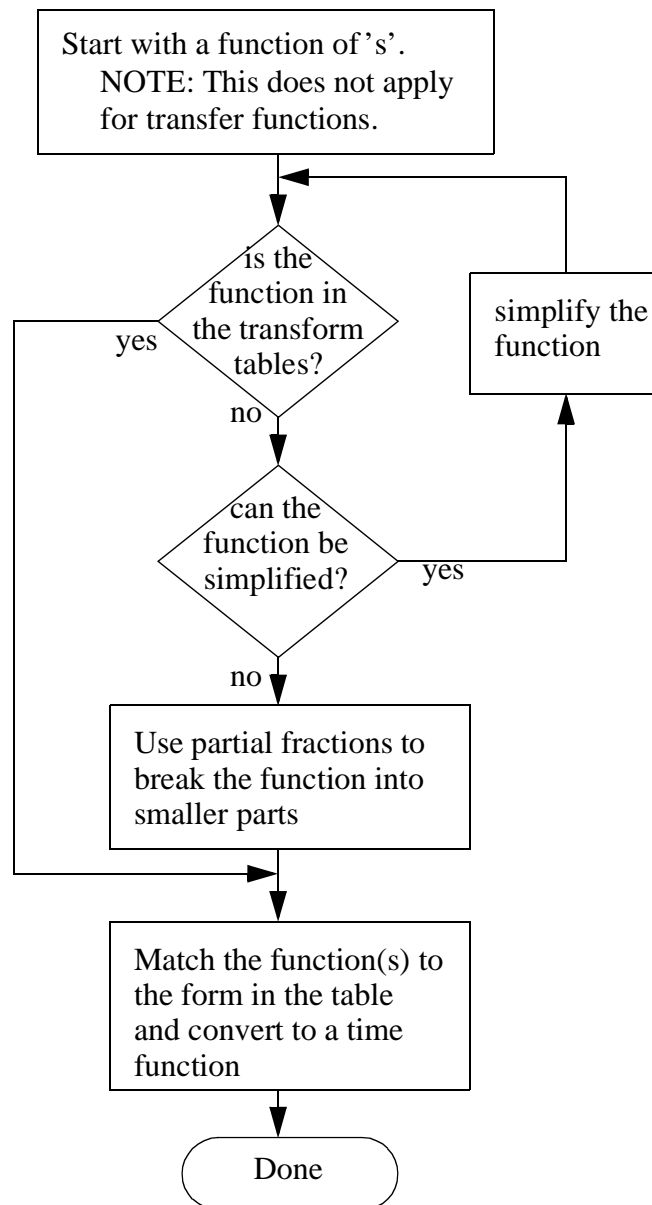 Start with a function of ’s’.
NOTE: This does not apply
for transfer functions.
is the
function in
the transform
tables?
yes
simplify the
function
no
can the
function be
simplified?
yes
no
Use partial fractions to
break the function into
smaller parts
Match the function(s) to
the form in the table
and convert to a time
function
Done